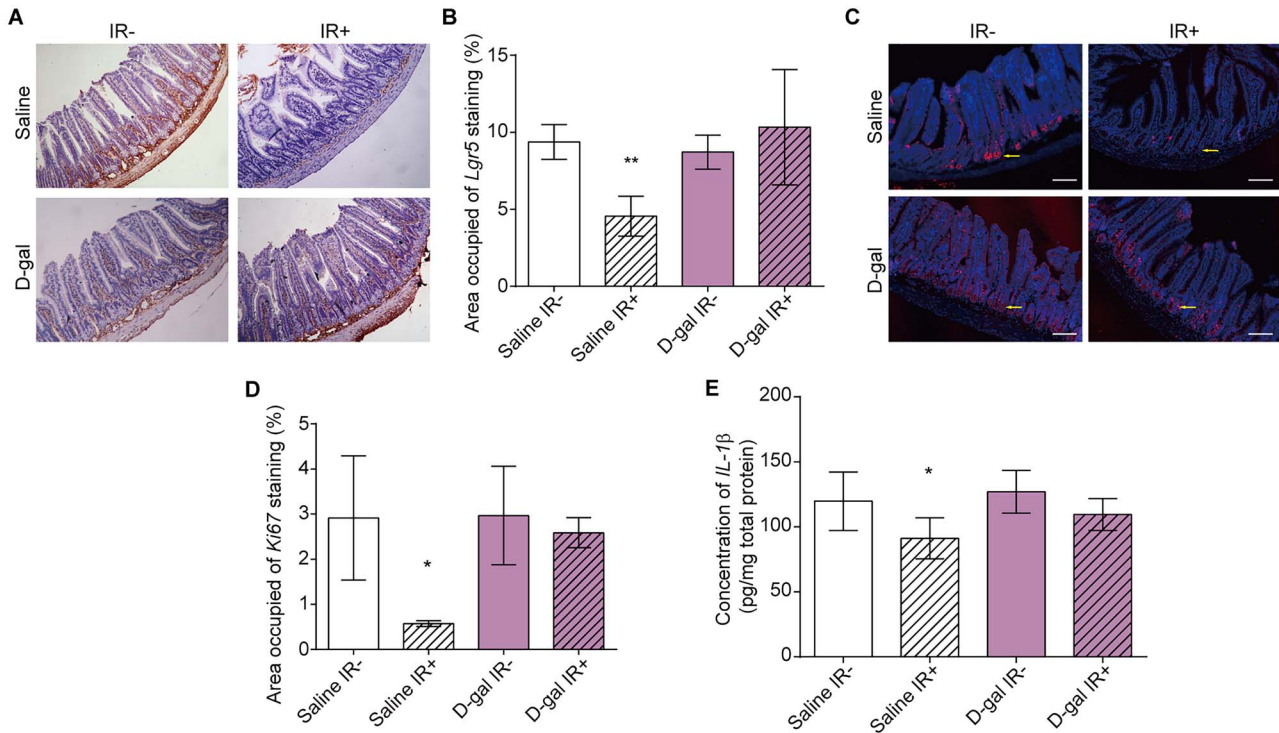 A
IR-
IR+
Saline
D-gal
B
Area occupied of Lgr5 staining (%)
15
10
5
0
**
Saline IR-
Saline IR+
D-gal IR-
D-gal IR+
C
IR-
IR+
Saline
D-gal
D
Area occupied of Ki67 staining (%)
5
4
3
2
1
0
*
Saline IR-
Saline IR+
D-gal IR-
D-gal IR+
E
Concentration of IL-1β
(pg/mg total protein)
200
150
100
50
0
*
Saline IR-
Saline IR+
D-gal IR-
D-gal IR+